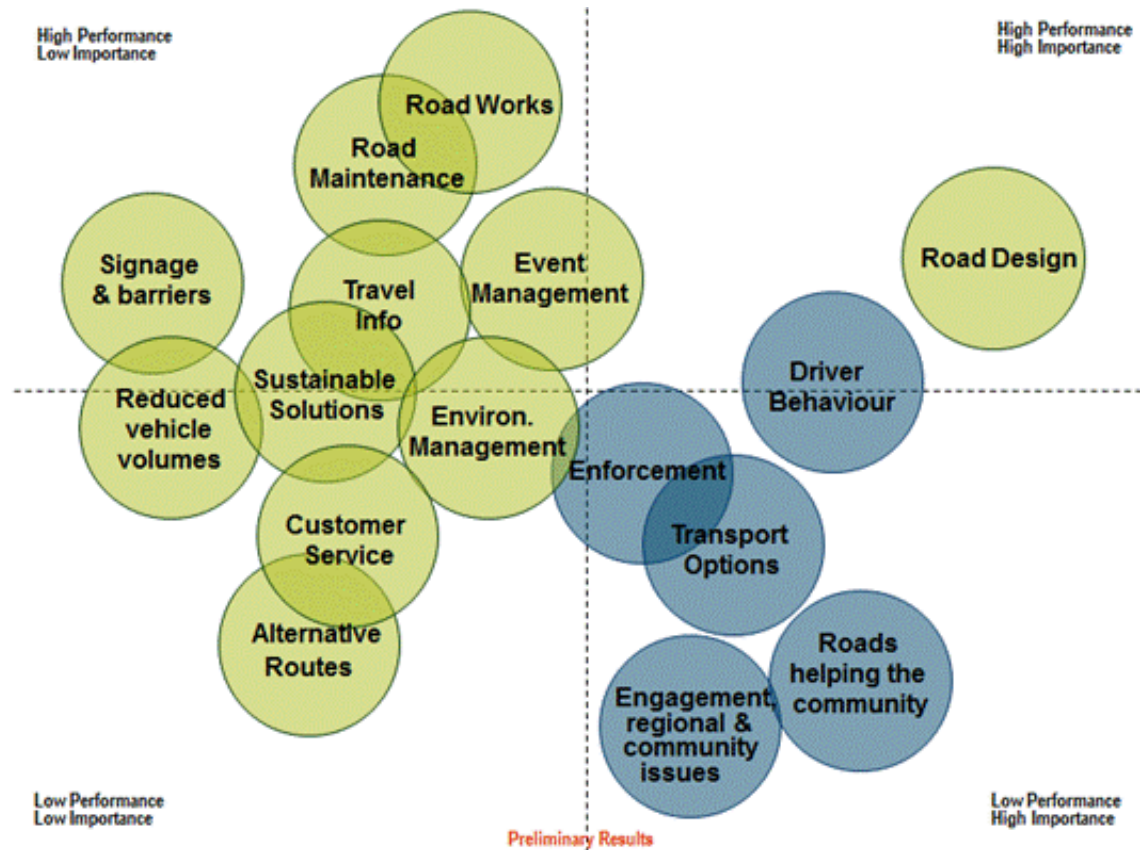 High Performance
Low Importance
High Performance
High Importance
Road Works
Road
Maintenance
Signage
& barriers
Travel
Info
Event
Management
Road Design
Driver
Behaviour
Reduced
vehicle
volumes
Sustainable
Solutions
Environ.
Management
Enforcement
Customer
Service
Transport
Options
Alternative
Routes
Roads
helping the
community
Engagement,
regional &
community
issues
Low Performance
Low Importance
Low Performance
High Importance
Preliminary Results